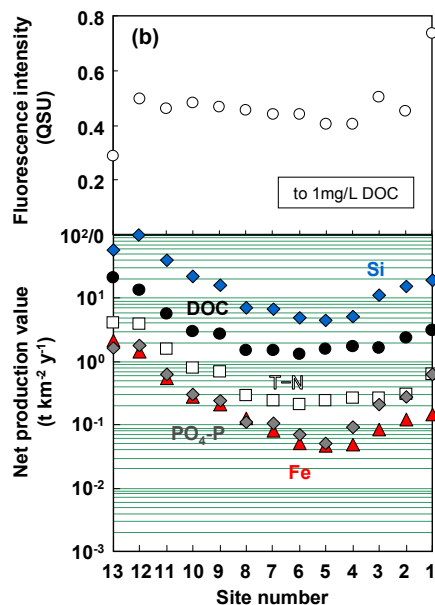 (b)
Fluorescence intensity
(QSU)
0.8
0.6
0.4
0.2
to 1mg/L DOC
10²/0
10¹
10⁰
10⁻¹
10⁻²
10⁻³
Net production value
(t km⁻² y⁻¹)
Si
DOC
T−N
PO₄-P
Fe
13 12 11 10 9 8 7 6 5 4 3 2 1
Site number